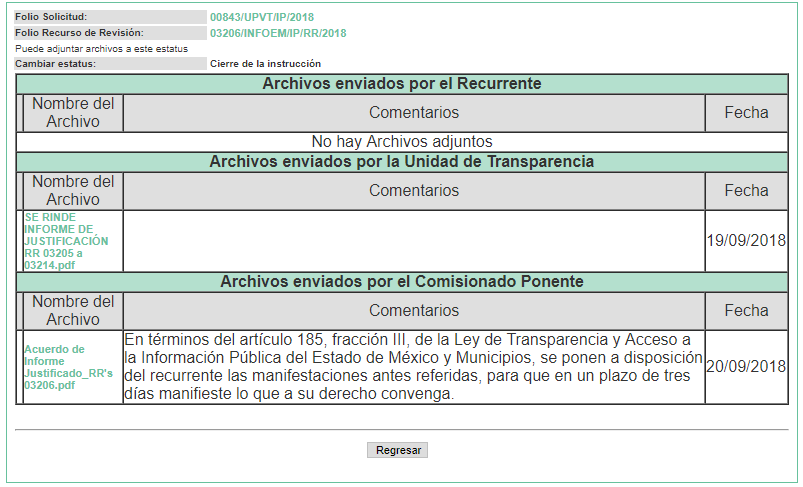 Folio Solicitud: 00843/UPVT/IP/2018
Folio Recurso de Revisión: 03206/INFOEM/IP/RR/2018
Puede adjuntar archivos a este estatus
Cambiar estatus: Cierre de la instrucción
Archivos enviados por el Recurrente
Nombre del Archivo Comentarios Fecha
No hay Archivos adjuntos
Archivos enviados por la Unidad de Transparencia
Nombre del Archivo Comentarios Fecha
SE RINDE
INFORME DE
JUSTIFICACIÓN
RR 03205 a
03214.pdf
19/09/2018
Archivos enviados por el Comisionado Ponente
Nombre del Archivo Comentarios Fecha
Acuerdo de
Informe
Justificado_RR's
03206.pdf
En términos del artículo 185, fracción III, de la Ley de Transparencia y Acceso a
la Información Pública del Estado de México y Municipios, se ponen a disposición
del recurrente las manifestaciones antes referidas, para que en un plazo de tres
días manifieste lo que a su derecho convenga.
20/09/2018
Regresar